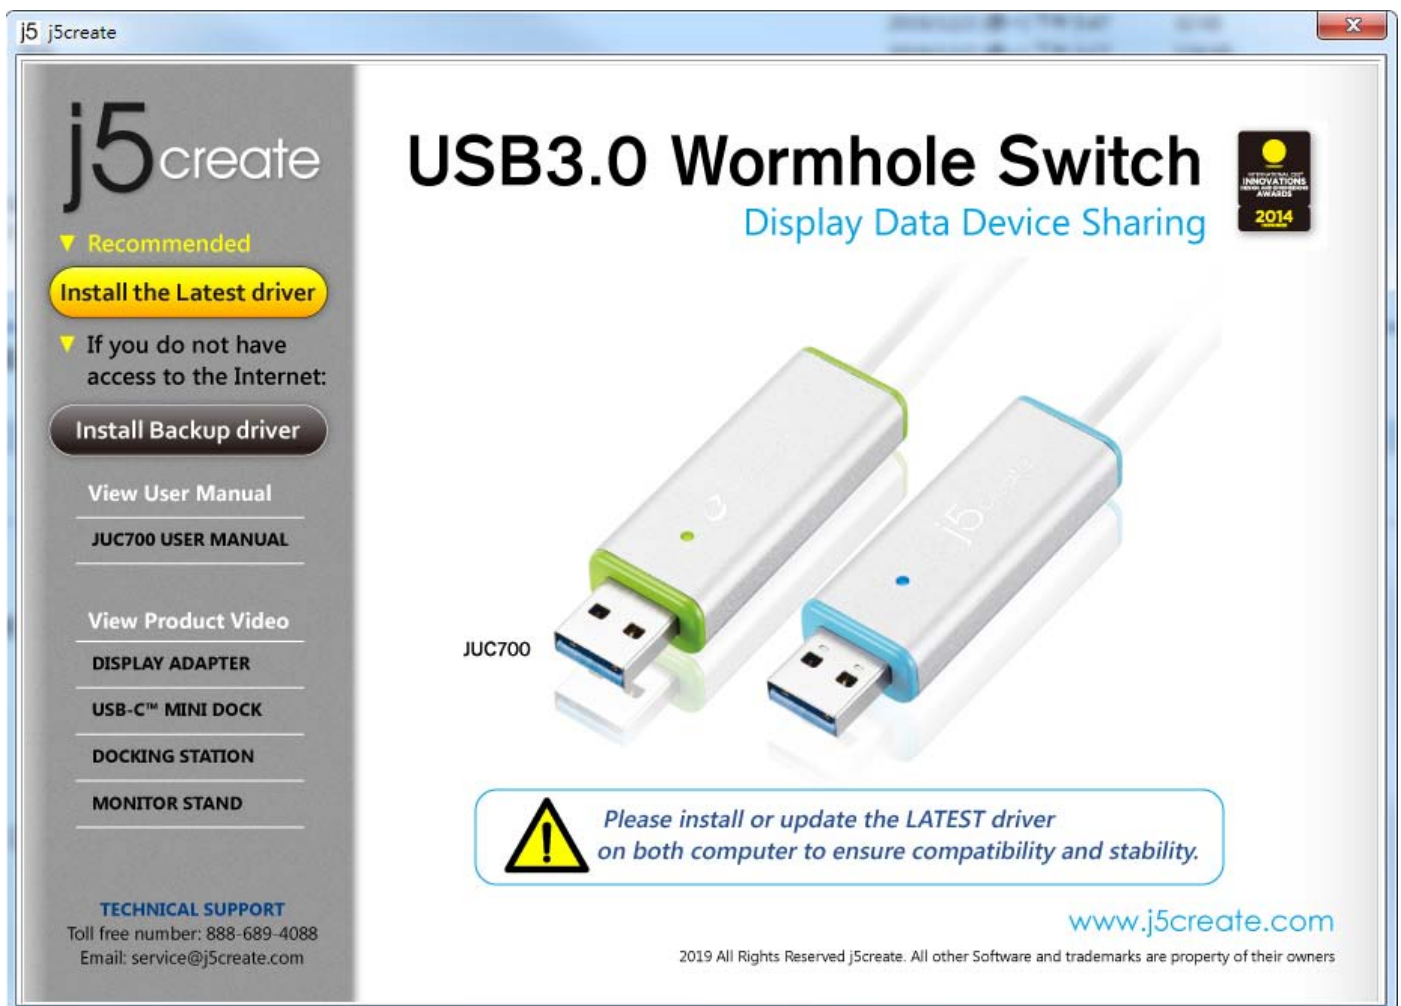 j5 j5create
j5create
Recommended
Install the Latest driver
If you do not have
access to the Internet:
Install Backup driver
View User Manual
JUC700 USER MANUAL
View Product Video
DISPLAY ADAPTER
USB-C™ MINI DOCK
DOCKING STATION
MONITOR STAND
TECHNICAL SUPPORT
Toll free number: 888-689-4088
Email: service@j5create.com
USB3.0 Wormhole Switch
Display Data Device Sharing
INNOVATIONS
DESIGN AND ENGINEERING
AWARDS
2014
j5create
JUC700
Please install or update the LATEST driver
on both computer to ensure compatibility and stability.
www.j5create.com
2019 All Rights Reserved j5create. All other Software and trademarks are property of their owners